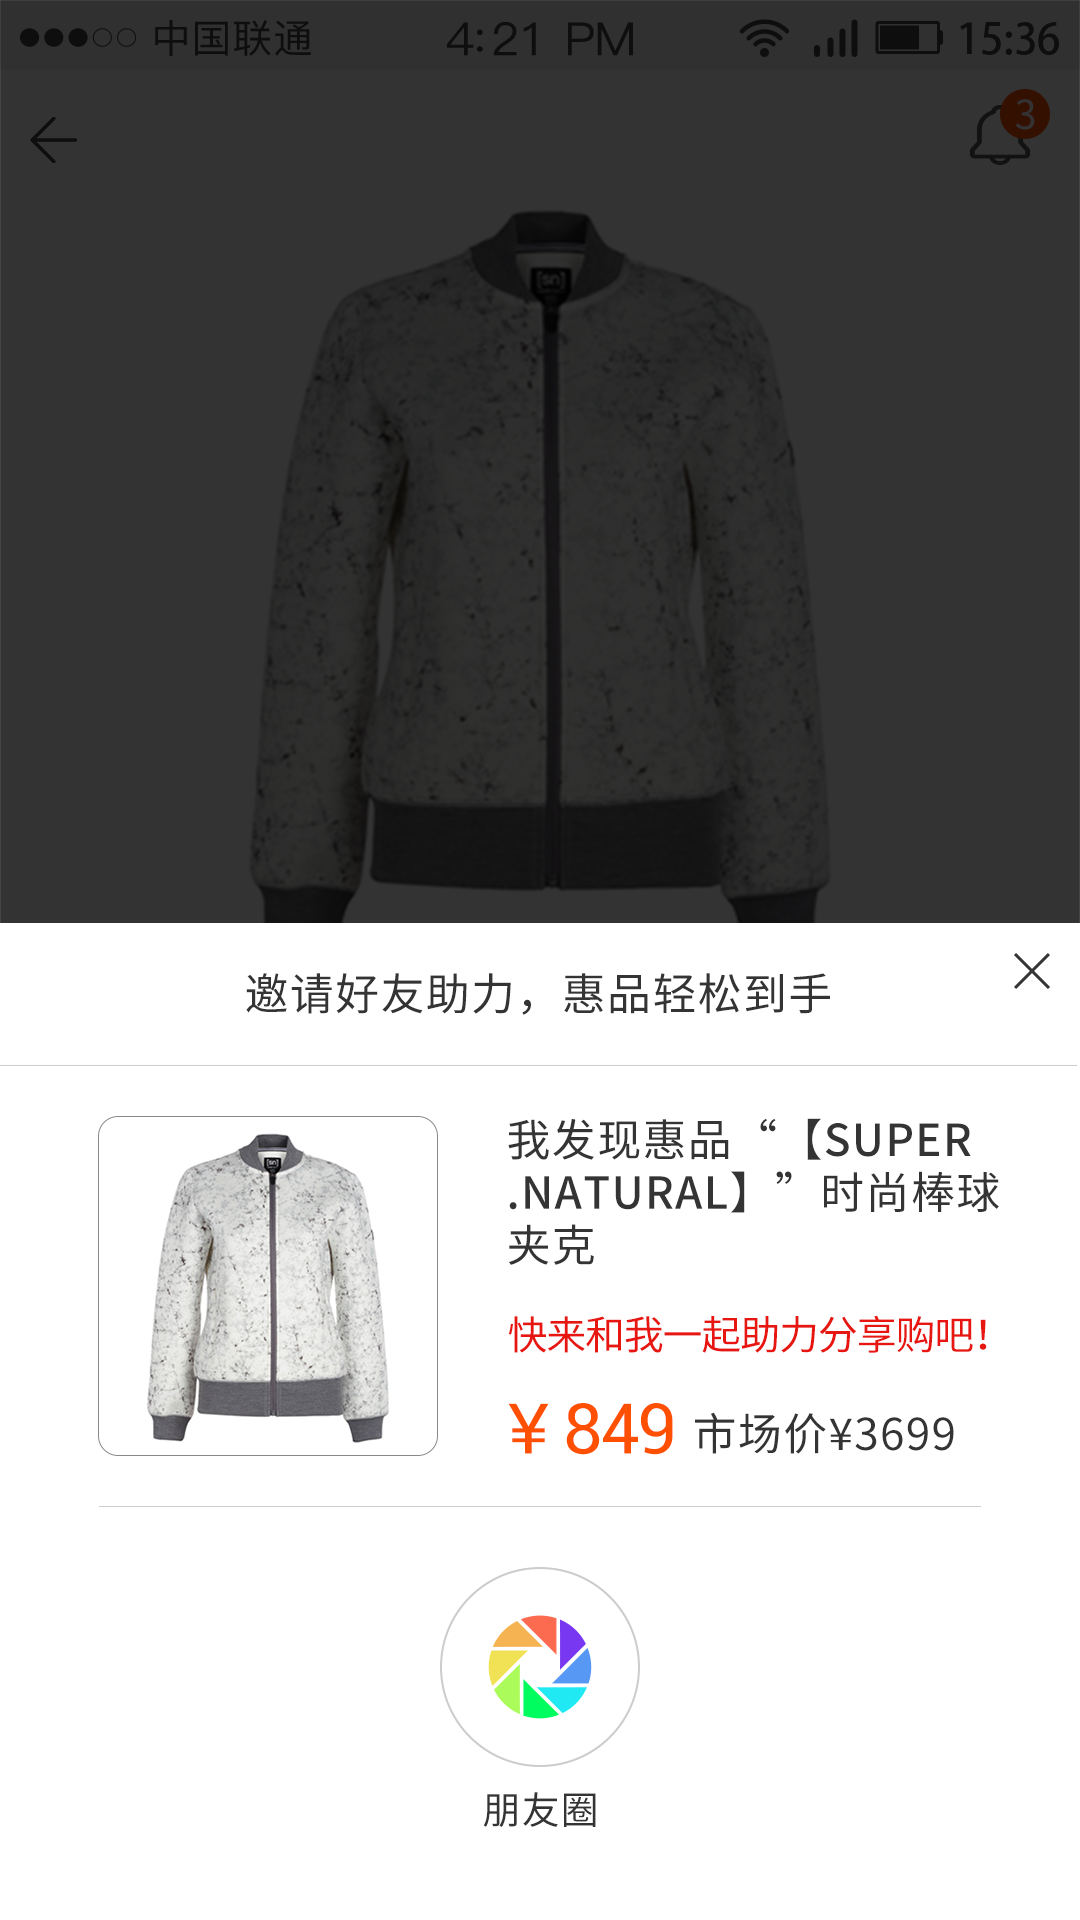 中国联通 4:21 PM 15:36
3
[sn]
邀请好友助力，惠品轻松到手
[sn]
我发现惠品“【SUPER
.NATURAL】”时尚棒球
夹克
快来和我一起助力分享购吧！
￥849 市场价¥3699
朋友圈